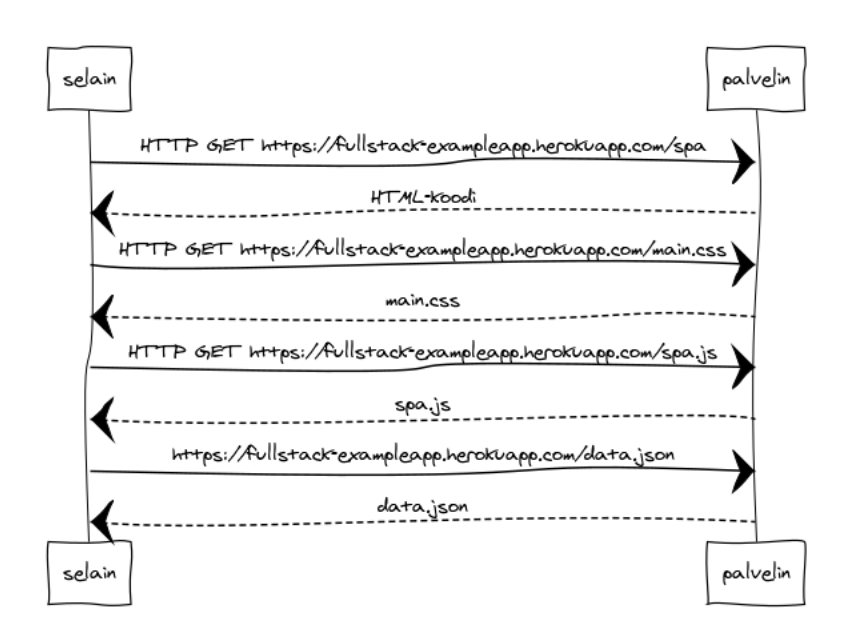 selain palvelin
HTTP GET https://fullstack-exampleapp.herokuapp.com/spa
HTML-koodi
HTTP GET https://fullstack-exampleapp.herokuapp.com/main.css
main.css
HTTP GET https://fullstack-exampleapp.herokuapp.com/spa.js
spa.js
https://fullstack-exampleapp.herokuapp.com/data.json
data.json
selain palvelin